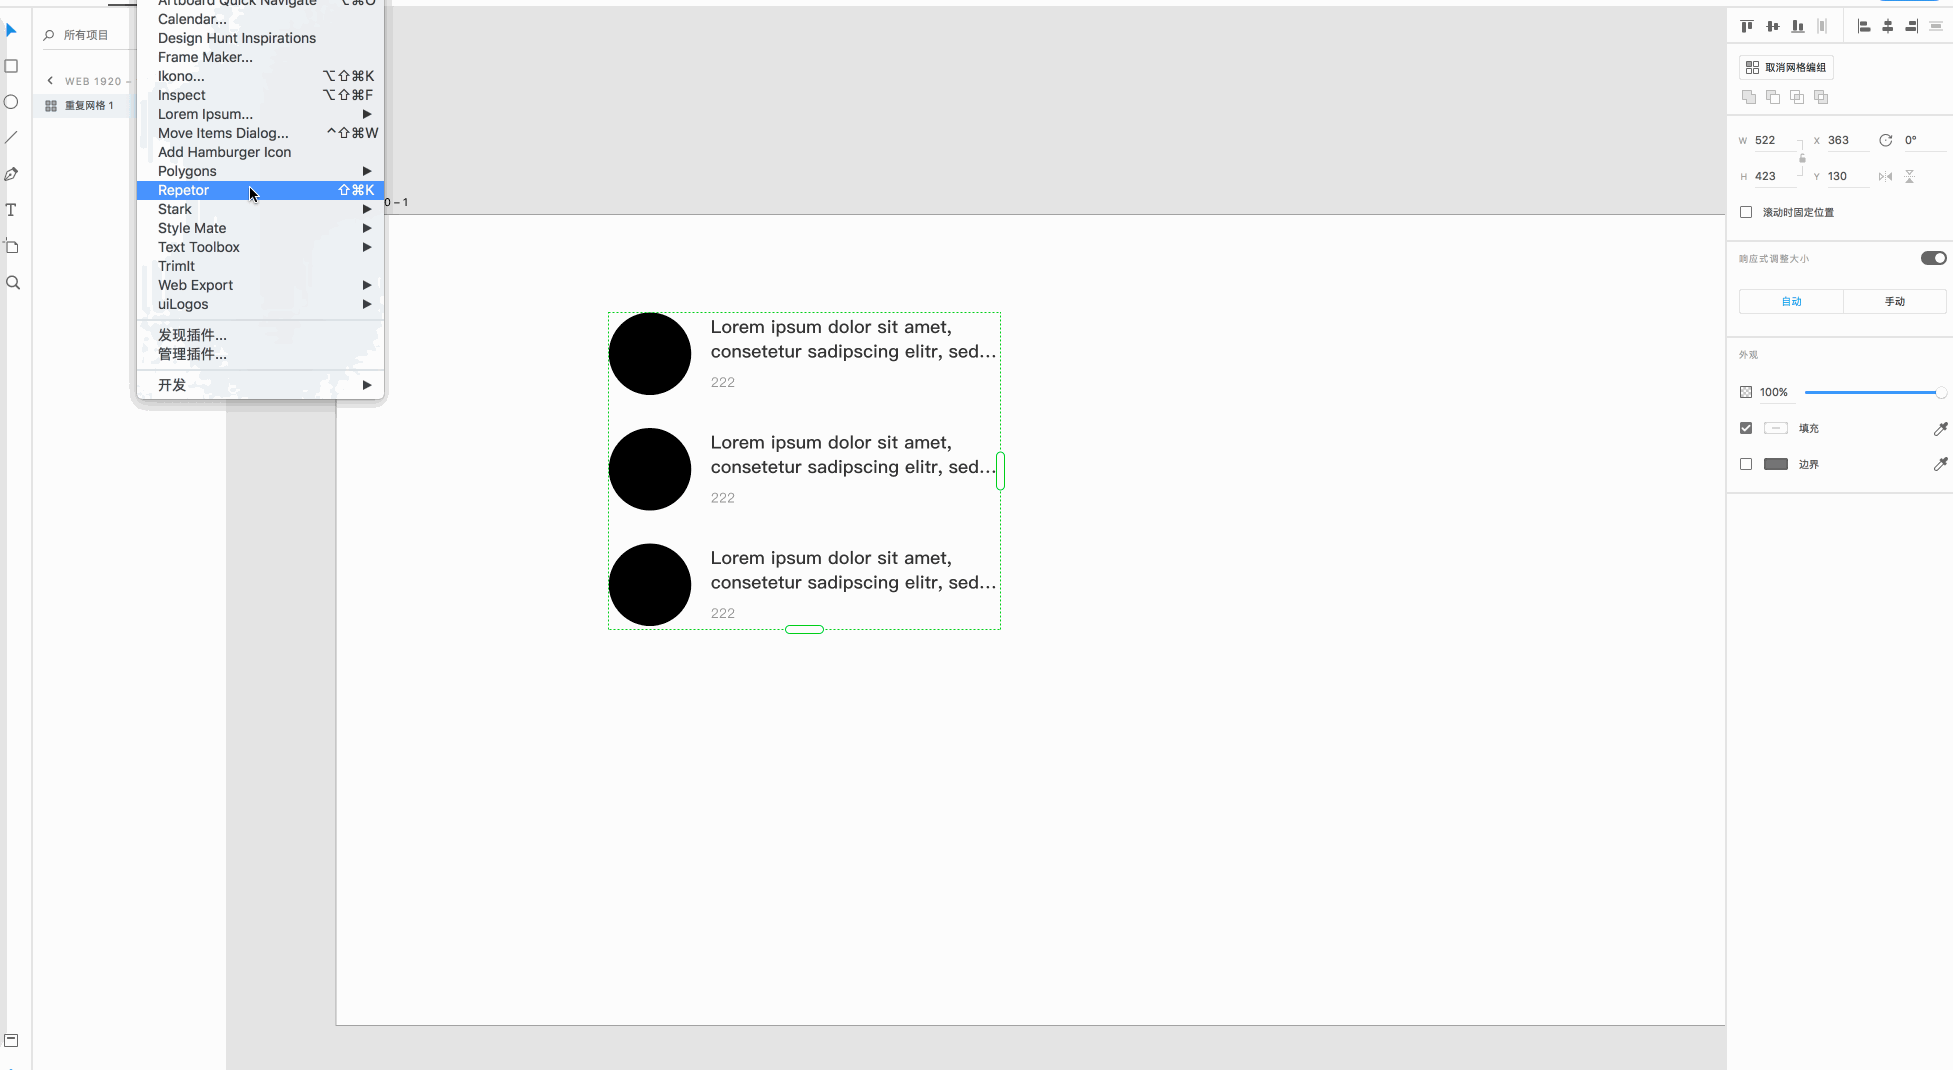 Artboard Quick Navigate ⌥⌘O
Calendar...
Design Hunt Inspirations
Frame Maker...
Ikono... ⌥⇧⌘K
Inspect ⌥⇧⌘F
Lorem Ipsum... ▶
Move Items Dialog... ^⇧⌘W
Add Hamburger Icon
Polygons ▶
Repetor ⇧⌘K
Stark ▶
Style Mate ▶
Text Toolbox ▶
TrimIt
Web Export ▶
uiLogos ▶
发现插件...
管理插件...
开发 ▶
所有项目
WEB 1920 –
重复网格 1
0 – 1
Lorem ipsum dolor sit amet,
consetetur sadipscing elitr, sed...
222
Lorem ipsum dolor sit amet,
consetetur sadipscing elitr, sed...
222
Lorem ipsum dolor sit amet,
consetetur sadipscing elitr, sed...
222
取消网格编组
W 522 X 363 0°
H 423 Y 130
滚动时固定位置
响应式调整大小
自动 手动
外观
100%
填充
边界